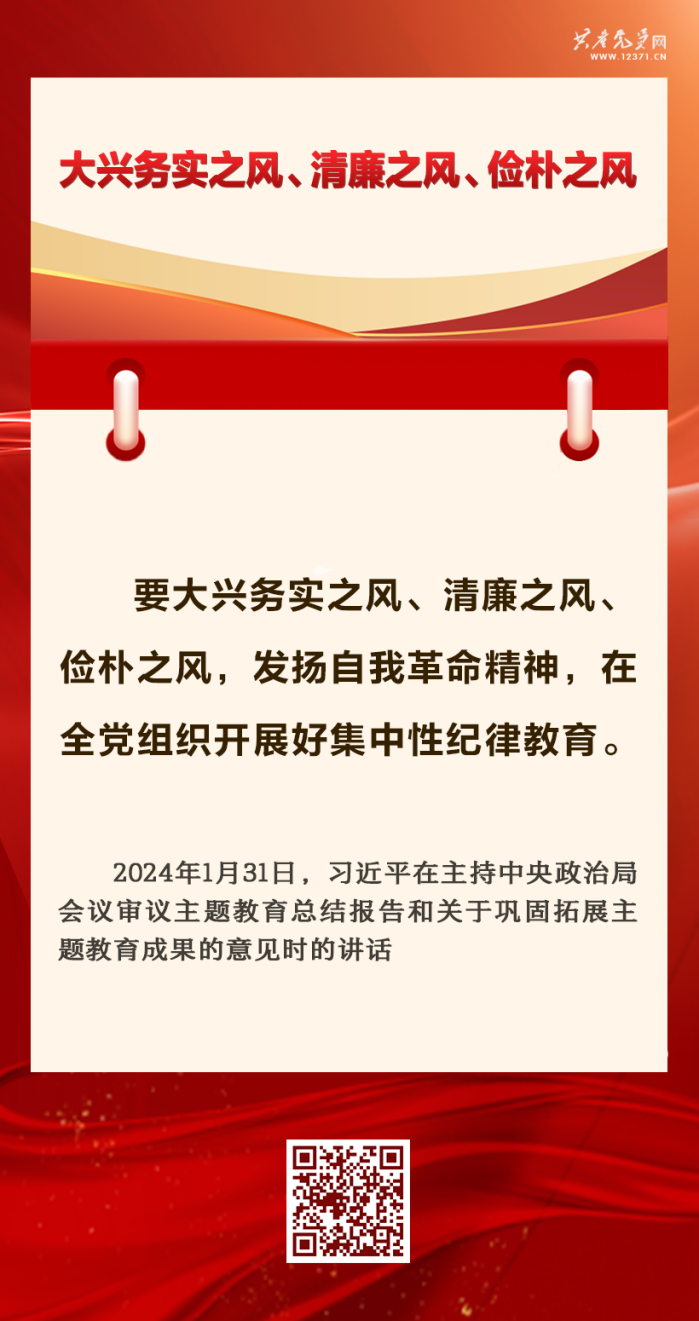 共产党员网
WWW.12371.CN
大兴务实之风、清廉之风、俭朴之风
要大兴务实之风、清廉之风、
俭朴之风，发扬自我革命精神，在
全党组织开展好集中性纪律教育。
2024年1月31日，习近平在主持中央政治局
会议审议主题教育总结报告和关于巩固拓展主
题教育成果的意见时的讲话